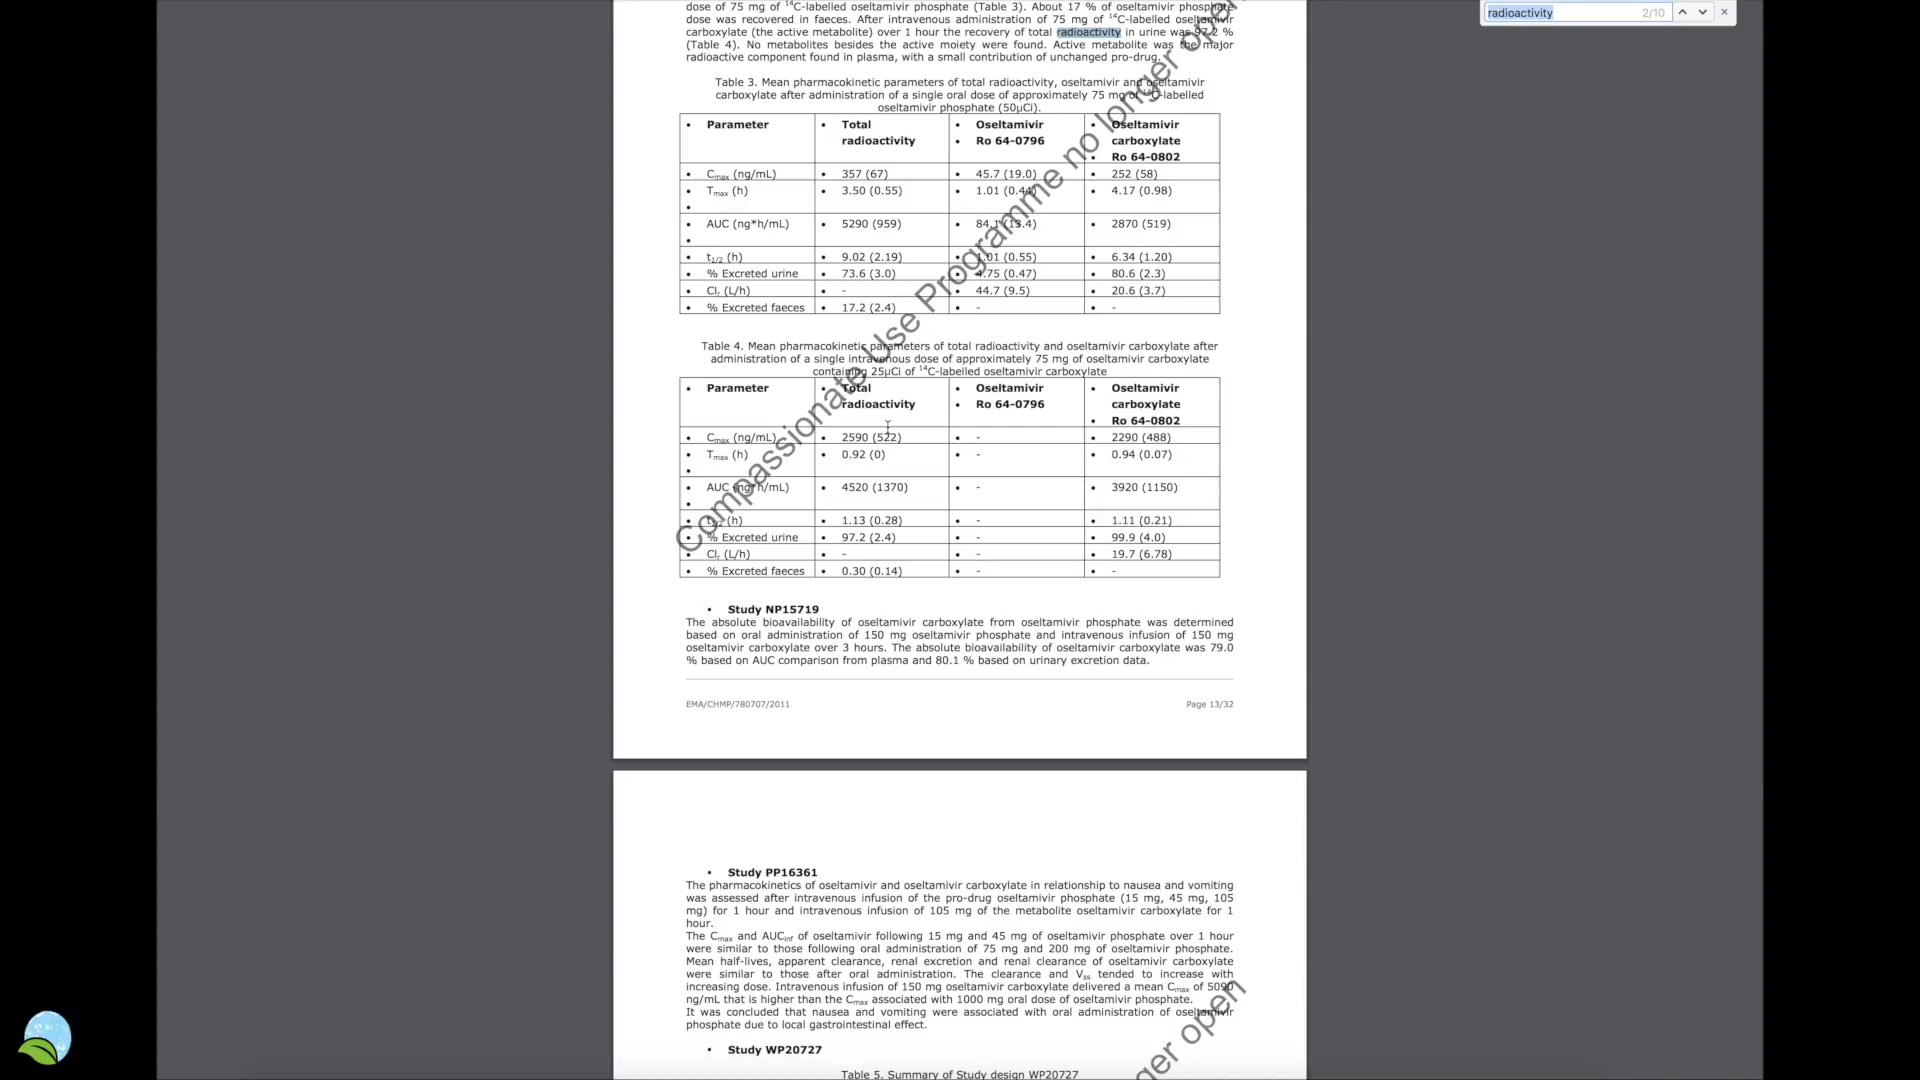 radioactivity 2/10
dose of 75 mg of 14C-labelled oseltamivir phosphate (Table 3). About 17 % of oseltamivir phosphate
dose was recovered in faeces. After intravenous administration of 75 mg of 14C-labelled oseltamivir
carboxylate (the active metabolite) over 1 hour the recovery of total radioactivity in urine was 97.2 %
(Table 4). No metabolites besides the active moiety were found. Active metabolite was the major
radioactive component found in plasma, with a small contribution of unchanged pro-drug.
Table 3. Mean pharmacokinetic parameters of total radioactivity, oseltamivir and oseltamivir
carboxylate after administration of a single oral dose of approximately 75 mg of 14C-labelled
oseltamivir phosphate (50µCi).
• Parameter • Total radioactivity • Oseltamivir • Ro 64-0796 • Oseltamivir carboxylate • Ro 64-0802
• Cmax (ng/mL) • 357 (67) • 45.7 (19.0) • 252 (58)
• Tmax (h) • 3.50 (0.55) • 1.01 (0.44) • 4.17 (0.98)
•
• AUC (ng*h/mL) • 5290 (959) • 84.1 (13.4) • 2870 (519)
•
• t1/2 (h) • 9.02 (2.19) • 1.01 (0.55) • 6.34 (1.20)
• % Excreted urine • 73.6 (3.0) • 4.75 (0.47) • 80.6 (2.3)
• Clr (L/h) • - • 44.7 (9.5) • 20.6 (3.7)
• % Excreted faeces • 17.2 (2.4) • - • -
Table 4. Mean pharmacokinetic parameters of total radioactivity and oseltamivir carboxylate after
administration of a single intravenous dose of approximately 75 mg of oseltamivir carboxylate
containing 25µCi of 14C-labelled oseltamivir carboxylate
• Parameter • Total radioactivity • Oseltamivir • Ro 64-0796 • Oseltamivir carboxylate • Ro 64-0802
• Cmax (ng/mL) • 2590 (522) • - • 2290 (488)
• Tmax (h) • 0.92 (0) • - • 0.94 (0.07)
•
• AUC (ng*h/mL) • 4520 (1370) • - • 3920 (1150)
•
• t1/2 (h) • 1.13 (0.28) • - • 1.11 (0.21)
• % Excreted urine • 97.2 (2.4) • - • 99.9 (4.0)
• Clr (L/h) • - • - • 19.7 (6.78)
• % Excreted faeces • 0.30 (0.14) • - • -
Compassionate Use Programme no longer open
▪ Study NP15719
The absolute bioavailability of oseltamivir carboxylate from oseltamivir phosphate was determined
based on oral administration of 150 mg oseltamivir phosphate and intravenous infusion of 150 mg
oseltamivir carboxylate over 3 hours. The absolute bioavailability of oseltamivir carboxylate was 79.0
% based on AUC comparison from plasma and 80.1 % based on urinary excretion data.
EMA/CHMP/780707/2011 Page 13/32
▪ Study PP16361
The pharmacokinetics of oseltamivir and oseltamivir carboxylate in relationship to nausea and vomiting
was assessed after intravenous infusion of the pro-drug oseltamivir phosphate (15 mg, 45 mg, 105
mg) for 1 hour and intravenous infusion of 105 mg of the metabolite oseltamivir carboxylate for 1
hour.
The Cmax and AUCinf of oseltamivir following 15 mg and 45 mg of oseltamivir phosphate over 1 hour
were similar to those following oral administration of 75 mg and 200 mg of oseltamivir phosphate.
Mean half-lives, apparent clearance, renal excretion and renal clearance of oseltamivir carboxylate
were similar to those after oral administration. The clearance and Vss tended to increase with
increasing dose. Intravenous infusion of 150 mg oseltamivir carboxylate delivered a mean Cmax of 5090
ng/mL that is higher than the Cmax associated with 1000 mg oral dose of oseltamivir phosphate.
It was concluded that nausea and vomiting were associated with oral administration of oseltamivir
phosphate due to local gastrointestinal effect.
▪ Study WP20727
Table 5. Summary of Study design WP20727
ger open